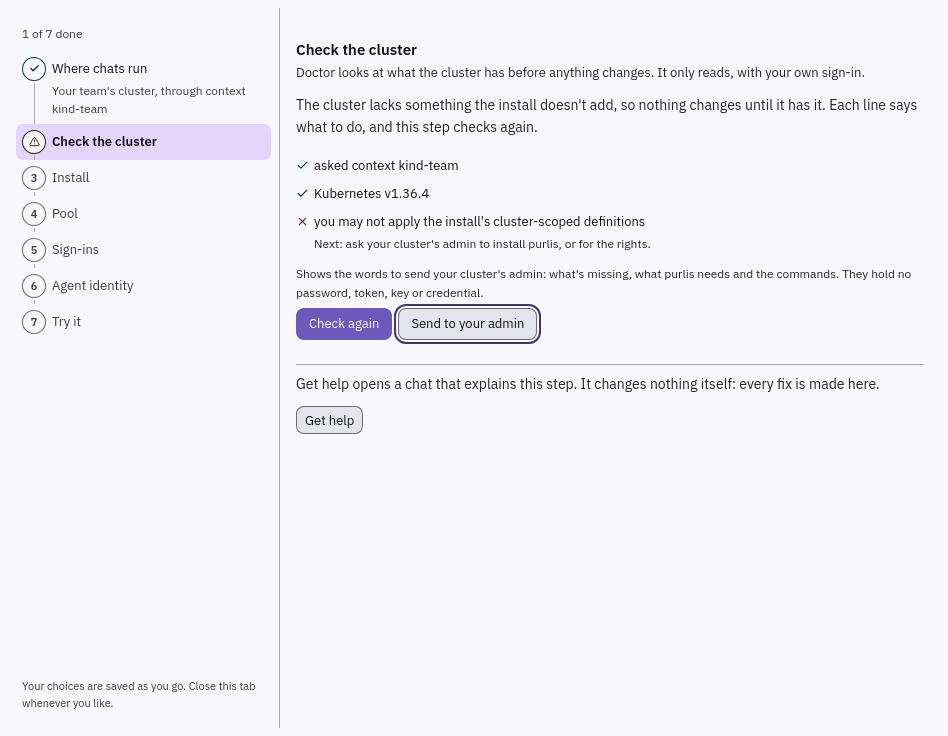 1 of 7 done
Where chats run
Your team's cluster, through context
kind-team
Check the cluster
3 Install
4 Pool
5 Sign-ins
6 Agent identity
7 Try it
Your choices are saved as you go. Close this tab
whenever you like.
Check the cluster
Doctor looks at what the cluster has before anything changes. It only reads, with your own sign-in.
The cluster lacks something the install doesn't add, so nothing changes until it has it. Each line says
what to do, and this step checks again.
asked context kind-team
Kubernetes v1.36.4
you may not apply the install's cluster-scoped definitions
Next: ask your cluster's admin to install purlis, or for the rights.
Shows the words to send your cluster's admin: what's missing, what purlis needs and the commands. They hold no
password, token, key or credential.
Check again
Send to your admin
Get help opens a chat that explains this step. It changes nothing itself: every fix is made here.
Get help